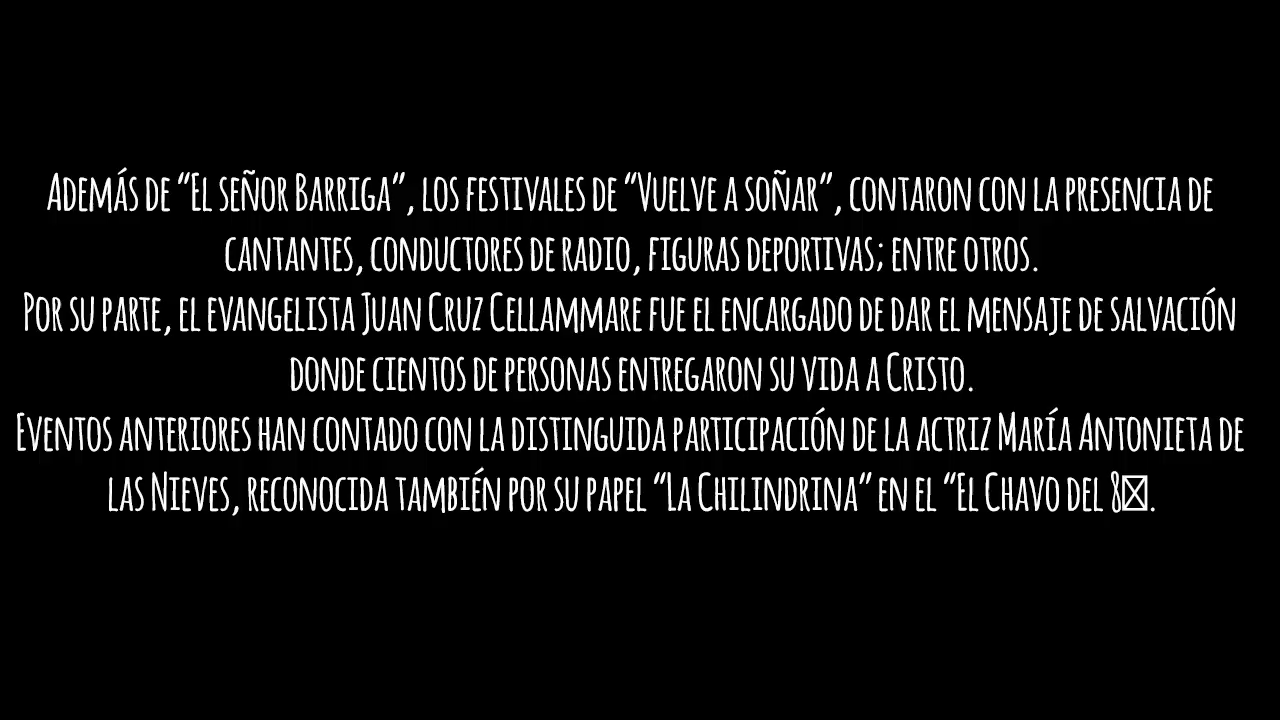 Además de “El señor Barriga”, los festivales de “Vuelve a soñar”, contaron con la presencia de
cantantes, conductores de radio, figuras deportivas; entre otros.
Por su parte, el evangelista Juan Cruz Cellammare fue el encargado de dar el mensaje de salvación
donde cientos de personas entregaron su vida a Cristo.
Eventos anteriores han contado con la distinguida participación de la actriz María Antonieta de
las Nieves, reconocida también por su papel “La Chilindrina” en el “El Chavo del 8☒.